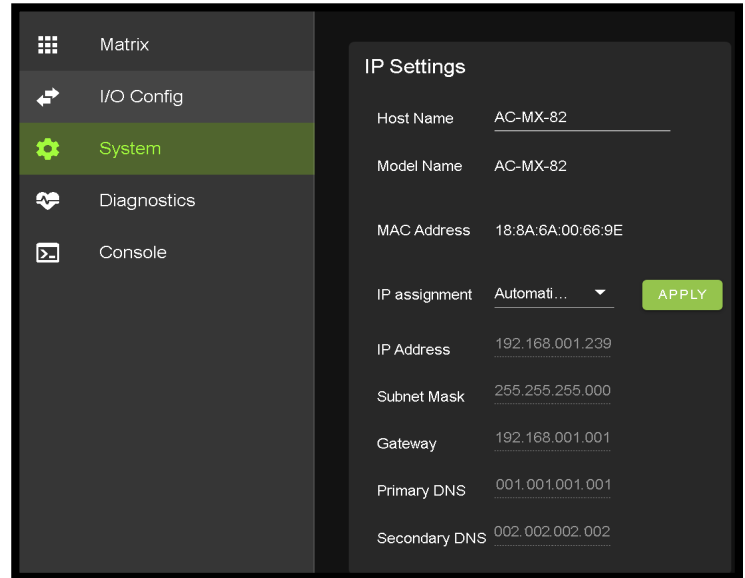 Matrix
I/O Config
System
Diagnostics
Console
IP Settings
Host Name AC-MX-82
Model Name AC-MX-82
MAC Address 18:8A:6A:00:66:9E
IP assignment Automati... APPLY
IP Address 192.168.001.239
Subnet Mask 255.255.255.000
Gateway 192.168.001.001
Primary DNS 001.001.001.001
Secondary DNS 002.002.002.002